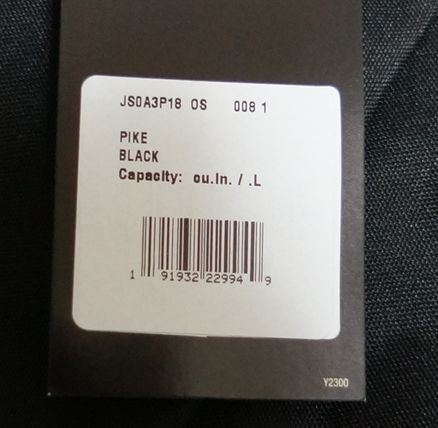 JS0A3P18 OS 008 1
PIKE
BLACK
Capacity: cu.in. / .L
1 91932 22994 9
Y2300